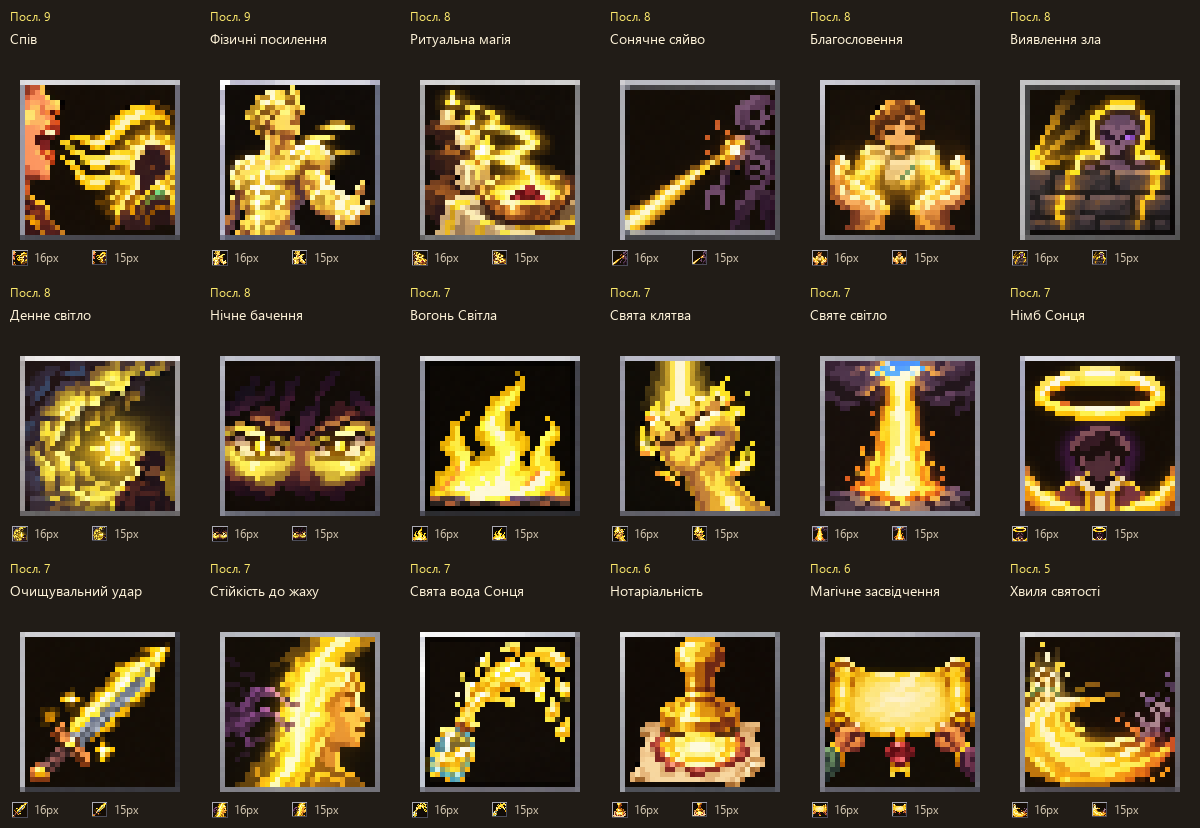 Посл. 9
Спів
16px 15px
Посл. 9
Фізичні посилення
16px 15px
Посл. 8
Ритуальна магія
16px 15px
Посл. 8
Сонячне сяйво
16px 15px
Посл. 8
Благословення
16px 15px
Посл. 8
Виявлення зла
16px 15px
Посл. 8
Денне світло
16px 15px
Посл. 8
Нічне бачення
16px 15px
Посл. 7
Вогонь Світла
16px 15px
Посл. 7
Свята клятва
16px 15px
Посл. 7
Святе світло
16px 15px
Посл. 7
Німб Сонця
16px 15px
Посл. 7
Очищувальний удар
16px 15px
Посл. 7
Стійкість до жаху
16px 15px
Посл. 7
Свята вода Сонця
16px 15px
Посл. 6
Нотаріальність
16px 15px
Посл. 6
Магічне засвідчення
16px 15px
Посл. 5
Хвиля святості
16px 15px